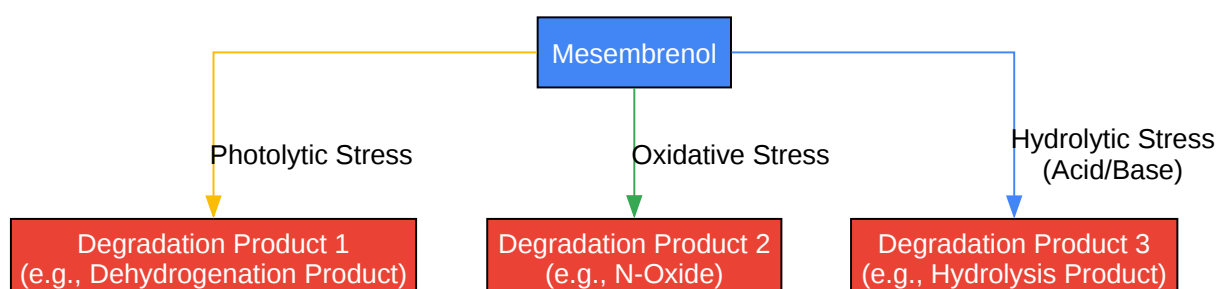 Mesembrenol
Photolytic Stress
Oxidative Stress
Hydrolytic Stress
(Acid/Base)
Degradation Product 1
(e.g., Dehydrogenation Product)
Degradation Product 2
(e.g., N-Oxide)
Degradation Product 3
(e.g., Hydrolysis Product)